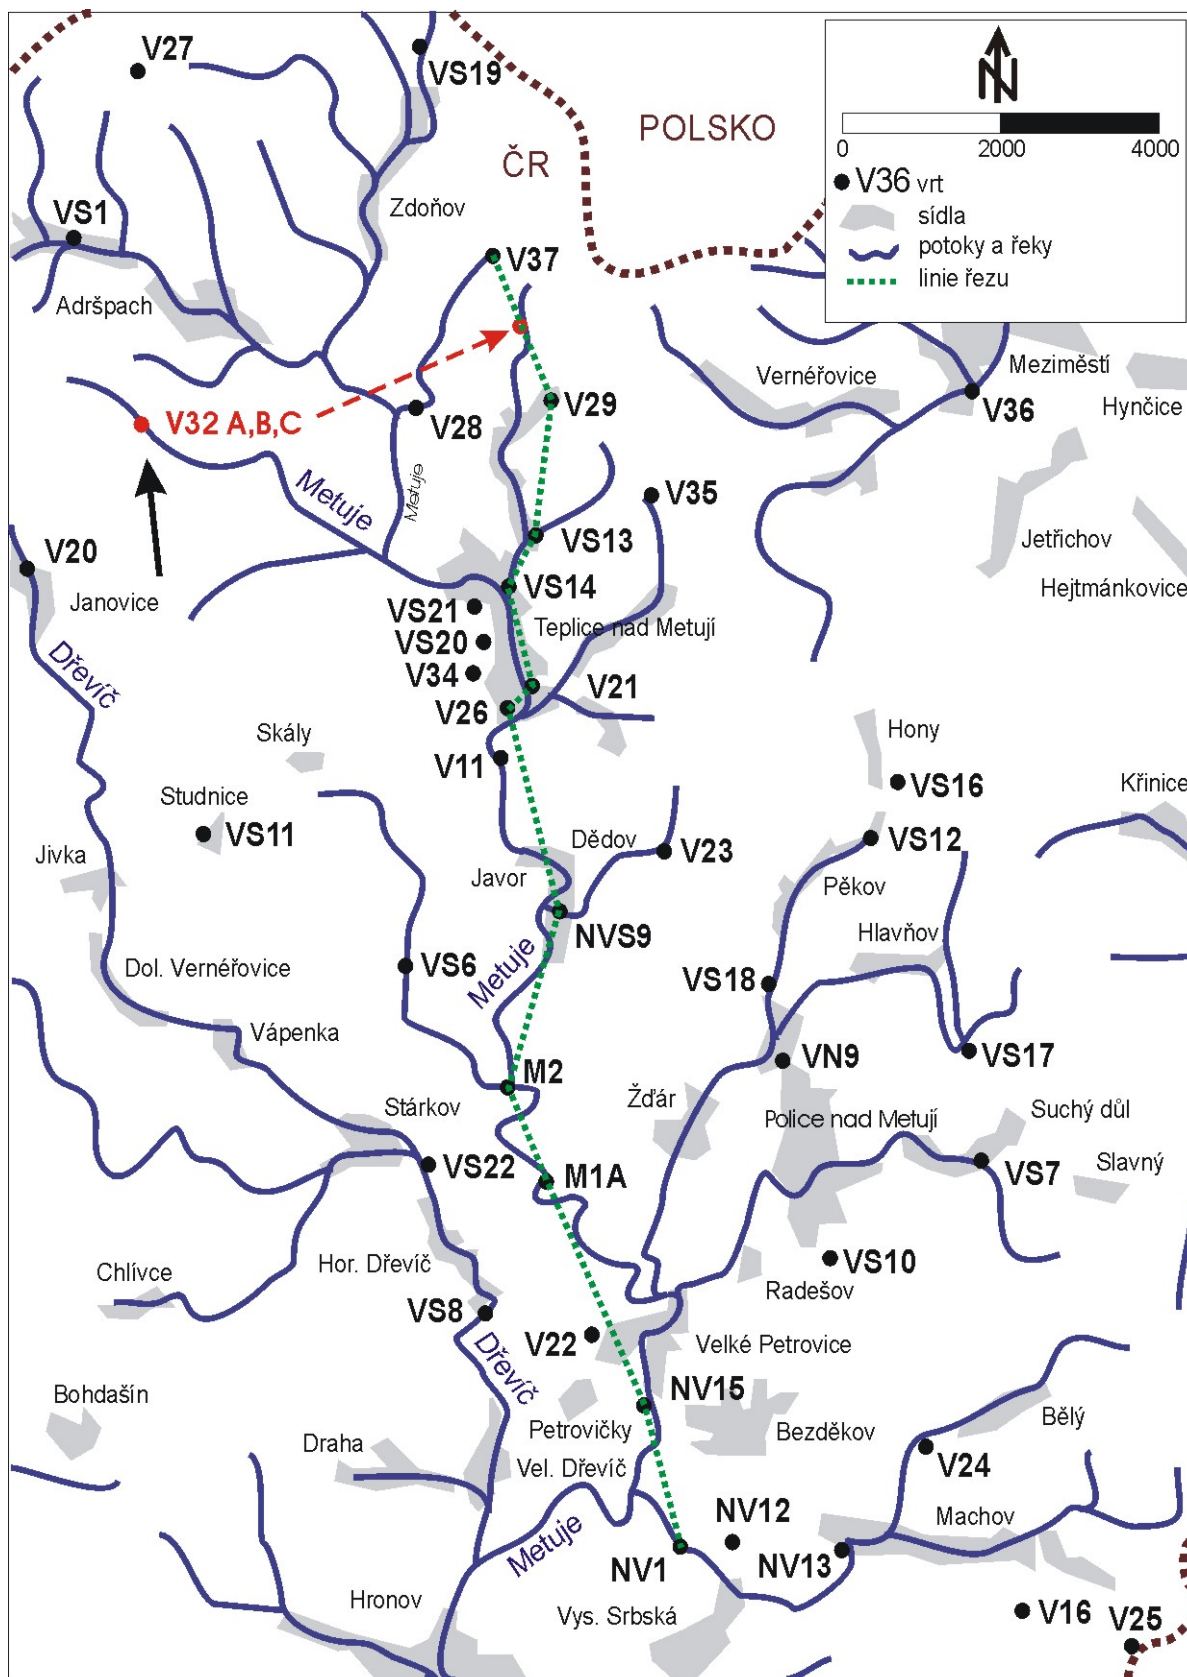 V27
VS19
POLSKO
ČR
N
0
2000
4000
V36 vrt
sídla
potoky a řeky
linie řezu
VS1
Zdoňov
V37
Adršpach
Vernéřovice
Meziměstí
V36
Hynčice
V32 A,B,C
V28
V29
Metuje
Metuje
V35
VS13
Jetřichov
V20
Janovice
VS14
Hejtmánkovice
VS21
Teplice nad Metují
VS20
V34
V21
Dřevíč
V26
Skály
V11
Hony
VS16
Křinice
Studnice
VS11
Dědov
V23
VS12
Jivka
Javor
Pěkov
NVS9
Hlavňov
Dol. Vernéřovice
VS6
Metuje
VS18
Vápenka
VN9
VS17
M2
Žďár
Stárkov
Police nad Metují
Suchý důl
VS22
M1A
VS7
Slavný
Hor. Dřevíč
VS10
Chlívce
Radešov
VS8
V22
Velké Petrovice
Dřevíč
Bohdašín
NV15
Petrovičky
Bezděkov
Bělý
Draha
Vel. Dřevíč
V24
Metuje
NV12
Machov
NV1
NV13
Hronov
Vys. Srbská
V16
V25